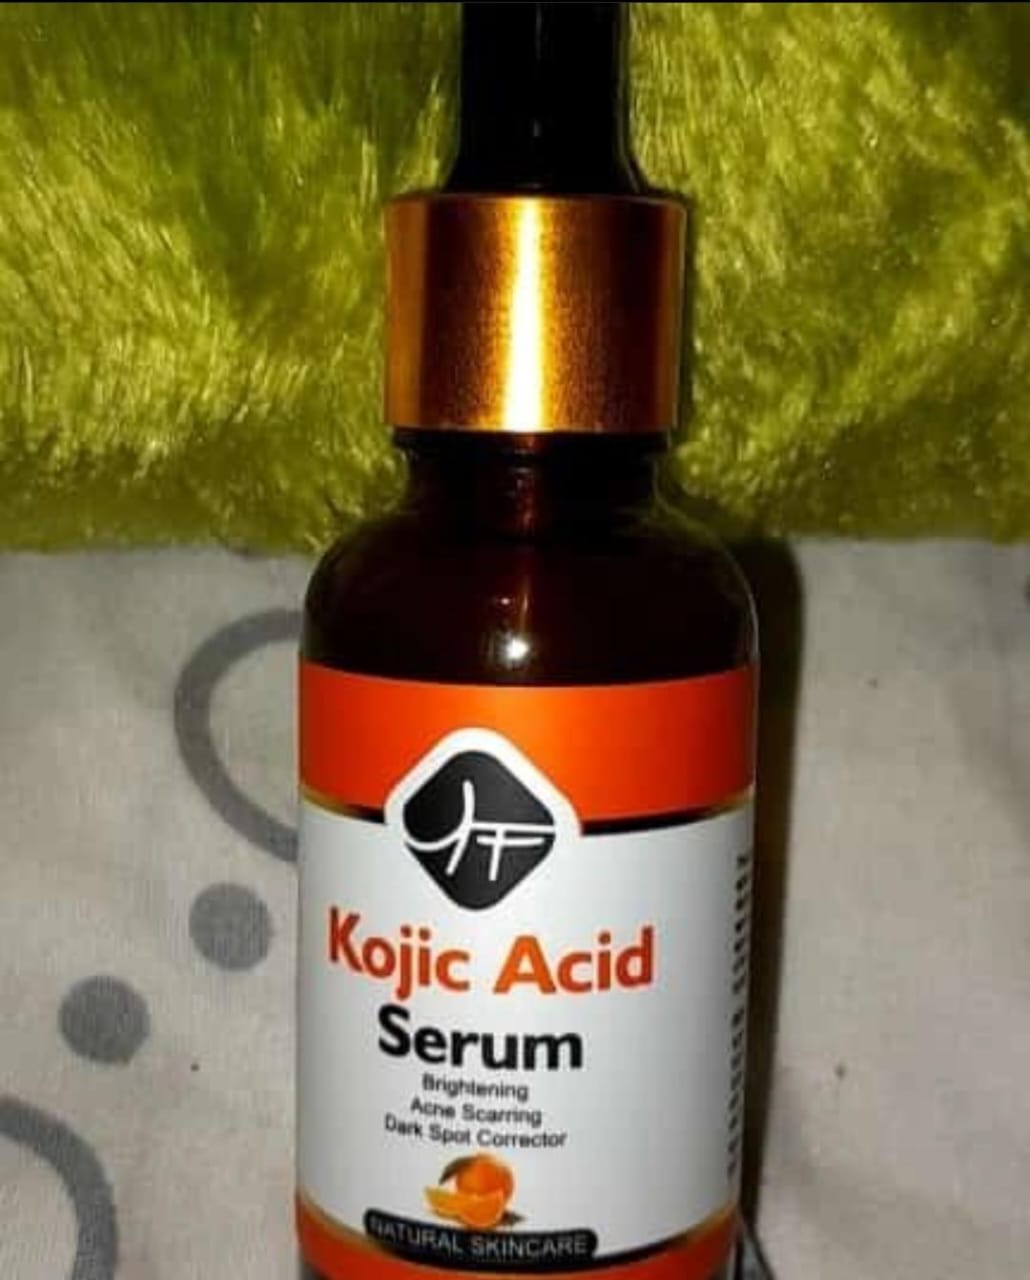 Kojic Acid
Serum
Brightening
Acne Scarring
Dark Spot Corrector
NATURAL SKINCARE